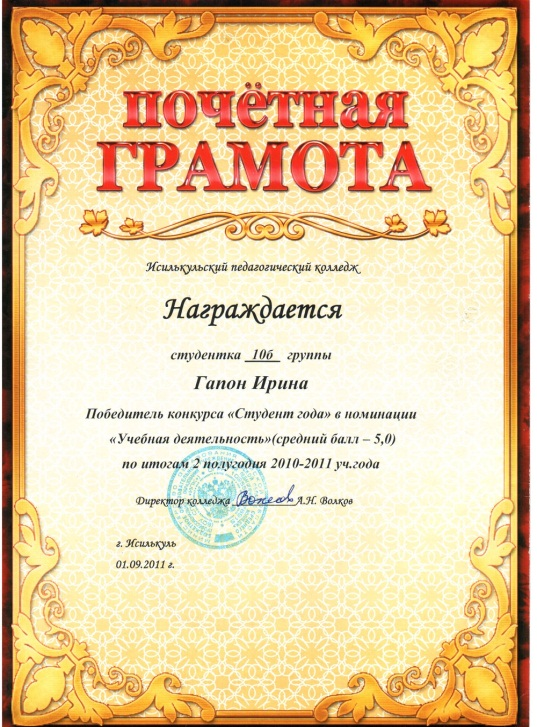 почётная
ГРАМОТА
Исилькульский педагогический колледж
Награждается
студентка 10б группы
Гапон Ирина
Победитель конкурса «Студент года» в номинации
«Учебная деятельность»(средний балл – 5,0)
по итогам 2 полугодия 2010-2011 уч.года
Директор колледжа А.Н. Волков
г. Исилькуль
01.09.2011 г.